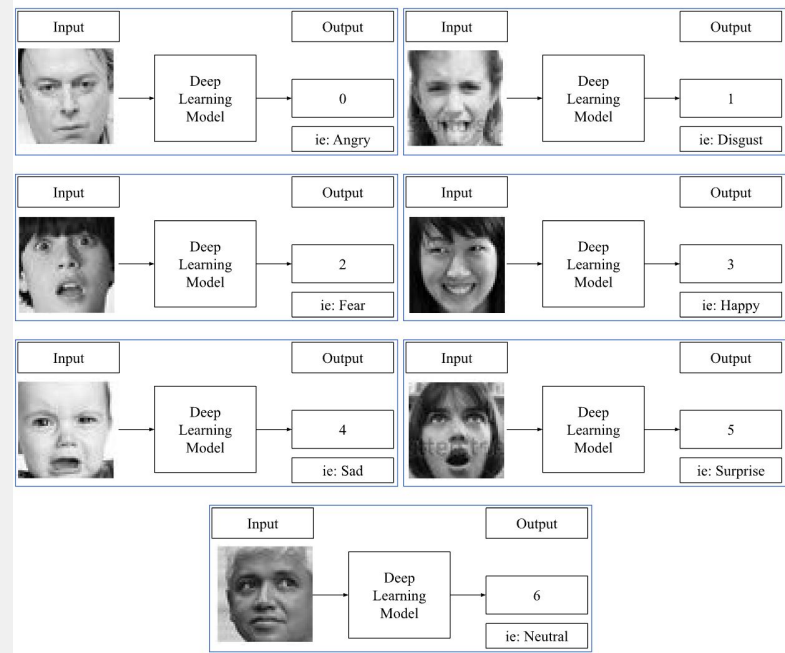 Input
Output
Deep
Learning
Model
0
ie: Angry
Input
Output
Deep
Learning
Model
1
ie: Disgust
Input
Output
Deep
Learning
Model
2
ie: Fear
Input
Output
Deep
Learning
Model
3
ie: Happy
Input
Output
Deep
Learning
Model
4
ie: Sad
Input
Output
Deep
Learning
Model
5
ie: Surprise
Input
Output
Deep
Learning
Model
6
ie: Neutral